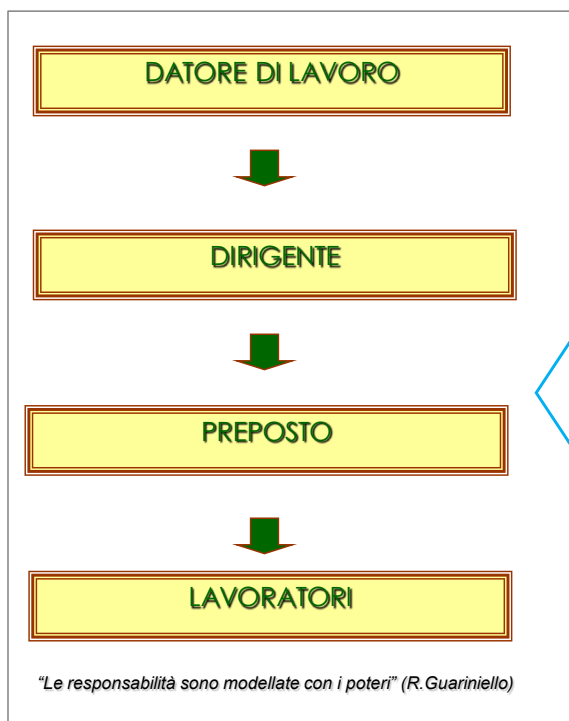 DATORE DI LAVORO
DIRIGENTE
PREPOSTO
LAVORATORI
“Le responsabilità sono modellate con i poteri” (R.Guariniello)